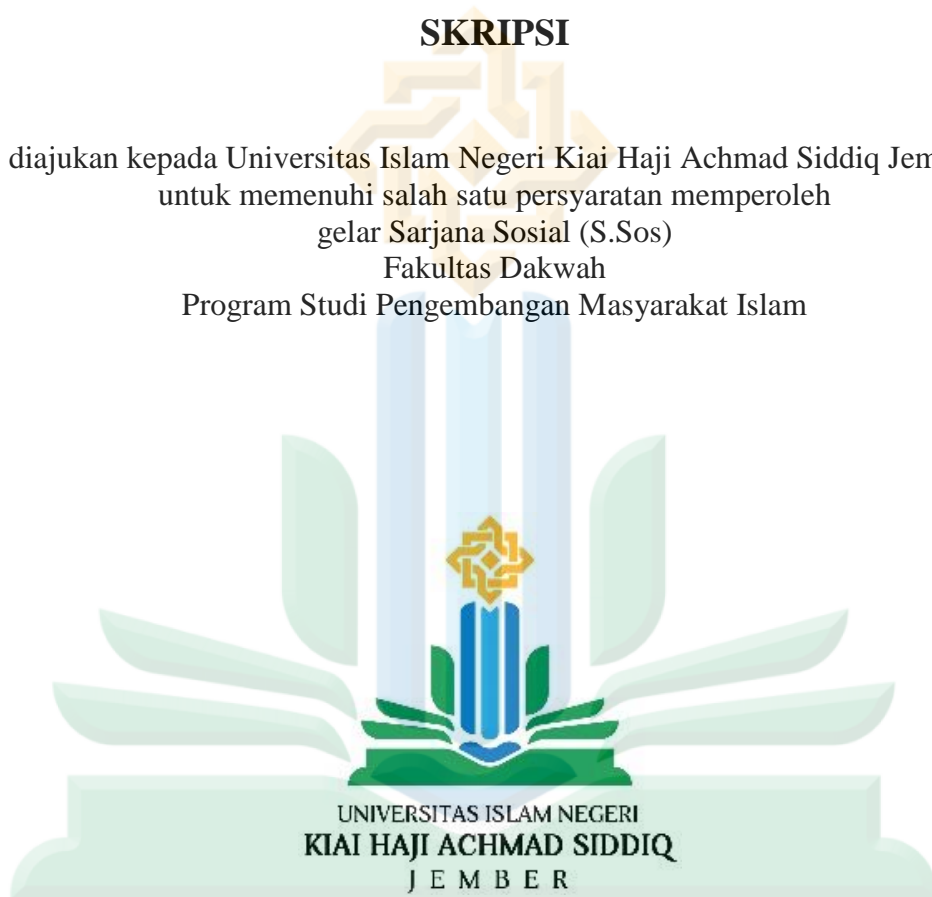 SKRIPSI
diajukan kepada Universitas Islam Negeri Kiai Haji Achmad Siddiq Jem
untuk memenuhi salah satu persyaratan memperoleh
gelar Sarjana Sosial (S.Sos)
Fakultas Dakwah
Program Studi Pengembangan Masyarakat Islam
UNIVERSITAS ISLAM NEGERI
KIAI HAJI ACHMAD SIDDIQ
JEMBER